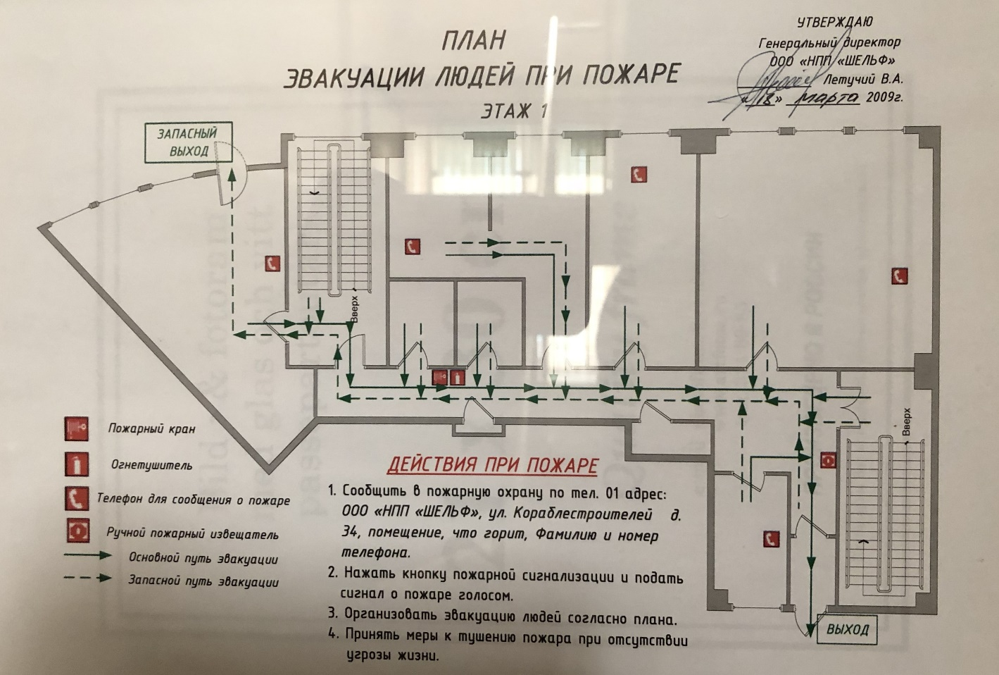 ПЛАН
ЭВАКУАЦИИ ЛЮДЕЙ ПРИ ПОЖАРЕ
ЭТАЖ 1
УТВЕРЖДАЮ
Генеральный директор
ООО «НПП «ШЕЛЬФ»
Летучий В.А.
«18» марта 2009г.
ЗАПАСНЫЙ
ВЫХОД
Вверх
Вверх
Пожарный кран
Огнетушитель
Телефон для сообщения о пожаре
Ручной пожарный извещатель
Основной путь эвакуации
Запасной путь эвакуации
ДЕЙСТВИЯ ПРИ ПОЖАРЕ
1. Сообщить в пожарную охрану по тел. 01 адрес:
ООО «НПП «ШЕЛЬФ», ул. Кораблестроителей д.
34, помещение, что горит, Фамилию и номер
телефона.
2. Нажать кнопку пожарной сигнализации и подать
сигнал о пожаре голосом.
3. Организовать эвакуацию людей согласно плана.
4. Принять меры к тушению пожара при отсутствии
угрозы жизни.
ВЫХОД